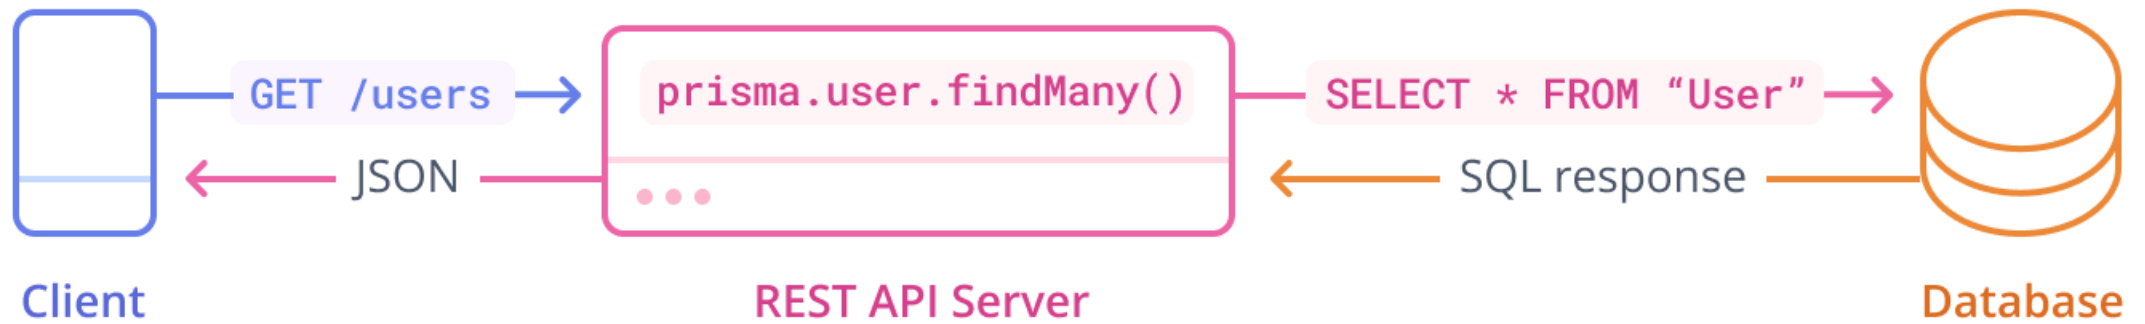 GET /users
prisma.user.findMany()
SELECT * FROM “User”
JSON
SQL response
Client
REST API Server
Database